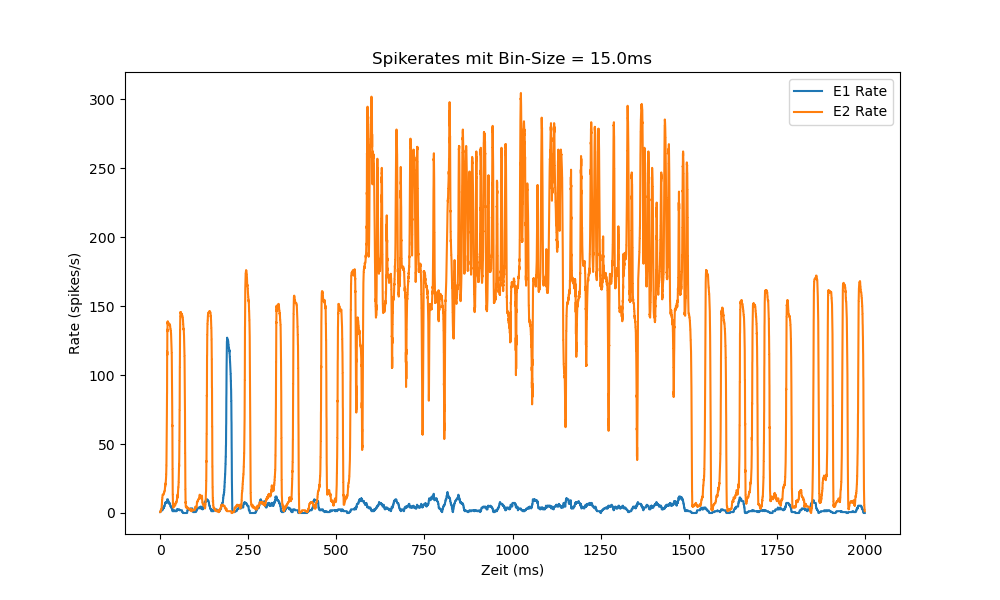 Spikerates mit Bin-Size = 15.0ms
E1 Rate
E2 Rate
300
250
200
150
100
50
0
Rate (spikes/s)
0 250 500 750 1000 1250 1500 1750 2000
Zeit (ms)